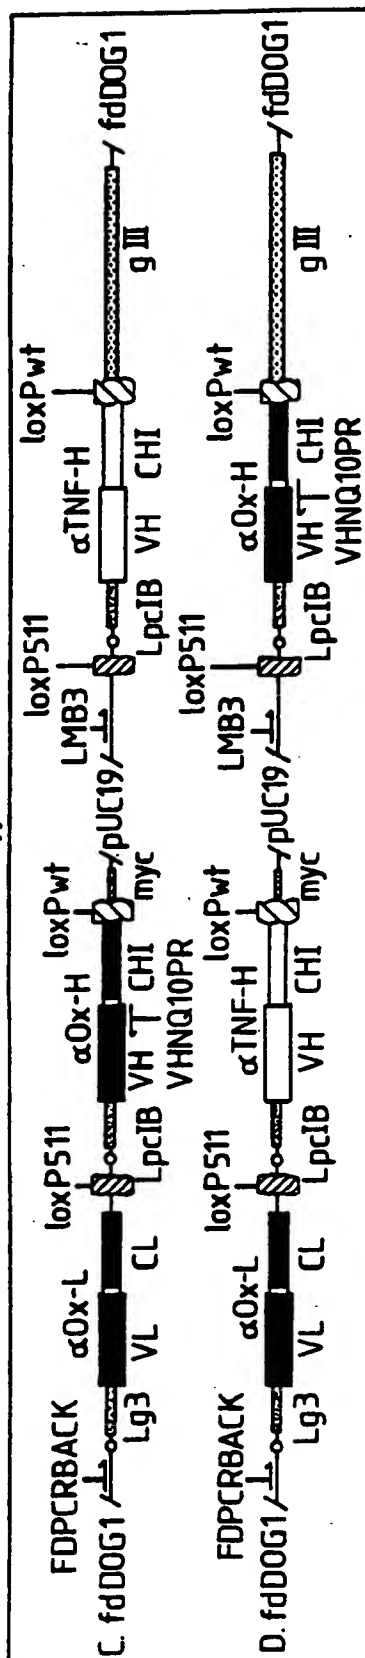 FDPCRBACK αOx-L loxP511 αOx-H loxPwt LMB3 loxP511 αTNF-H loxPwt
C. fdDOG1 Lg3 VL CL LpcIB VH CHI myc pUC19 LpcIB VH CHI gIII fdDOG1
VHNQ10PR
FDPCRBACK αOx-L loxP511 αTNF-H loxPwt LMB3 loxP511 αOx-H loxPwt
D. fdDOG1 Lg3 VL CL LpcIB VH CHI myc pUC19 LpcIB VH CHI gIII fdDOG1
VHNQ10PR